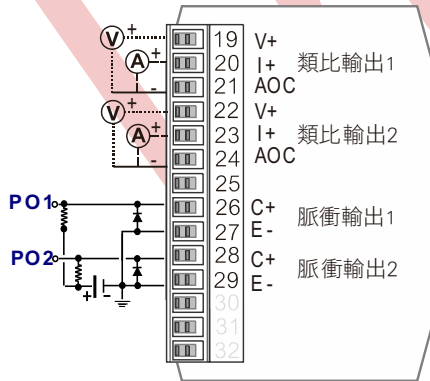 V + 19 V+
A + 20 I+ 類比輸出1
- 21 AOC
V + 22 V+
A + 23 I+ 類比輸出2
- 24 AOC
25
PO1 26 C+ 脈衝輸出1
27 E-
PO2 28 C+ 脈衝輸出2
+ - 29 E-
30
31
32